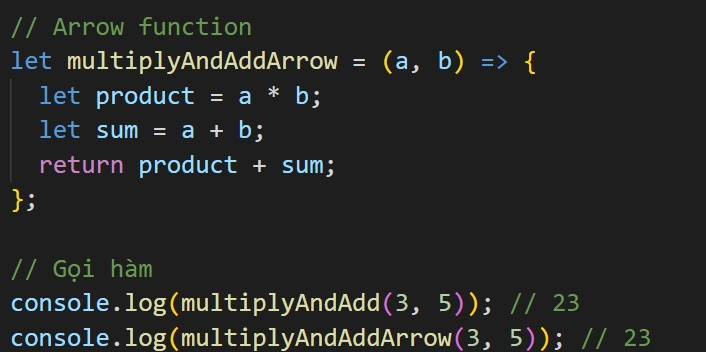 // Arrow function
let multiplyAndAddArrow = (a, b) => {
  let product = a * b;
  let sum = a + b;
  return product + sum;
};

// Gọi hàm
console.log(multiplyAndAdd(3, 5)); // 23
console.log(multiplyAndAddArrow(3, 5)); // 23